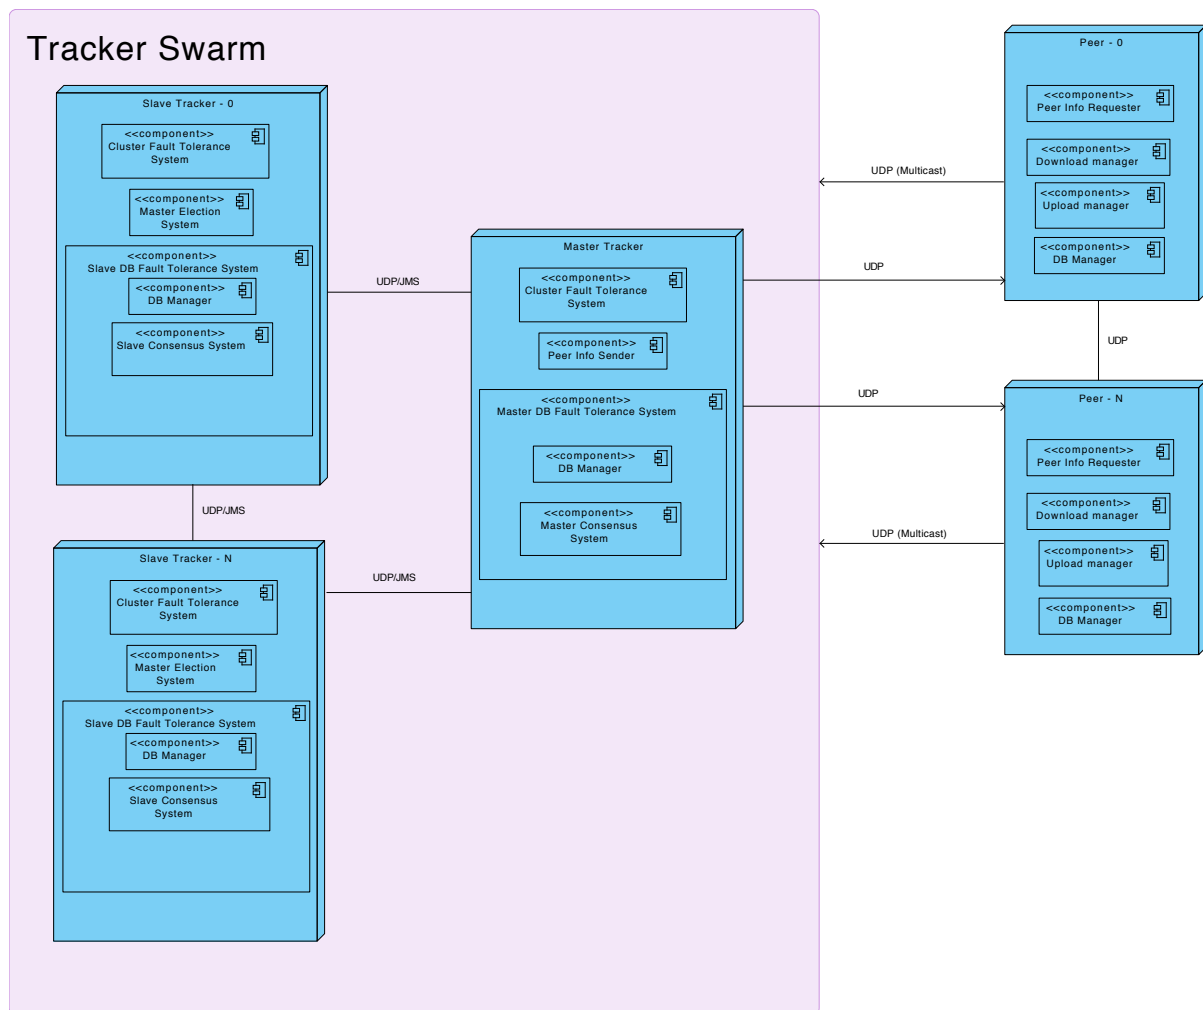 Tracker Swarm
Slave Tracker - 0
<<component>>
Cluster Fault Tolerance
System
<<component>>
Master Election
System
<<component>>
Slave DB Fault Tolerance System
<<component>>
DB Manager
<<component>>
Slave Consensus System
UDP/JMS
UDP/JMS
Slave Tracker - N
<<component>>
Cluster Fault Tolerance
System
<<component>>
Master Election
System
<<component>>
Slave DB Fault Tolerance System
<<component>>
DB Manager
<<component>>
Slave Consensus
System
UDP/JMS
Master Tracker
<<component>>
Cluster Fault Tolerance
System
<<component>>
Peer Info Sender
<<component>>
Master DB Fault Tolerance System
<<component>>
DB Manager
<<component>>
Master Consensus
System
UDP (Multicast)
UDP
UDP
UDP (Multicast)
Peer - 0
<<component>>
Peer Info Requester
<<component>>
Download manager
<<component>>
Upload manager
<<component>>
DB Manager
UDP
Peer - N
<<component>>
Peer Info Requester
<<component>>
Download manager
<<component>>
Upload manager
<<component>>
DB Manager